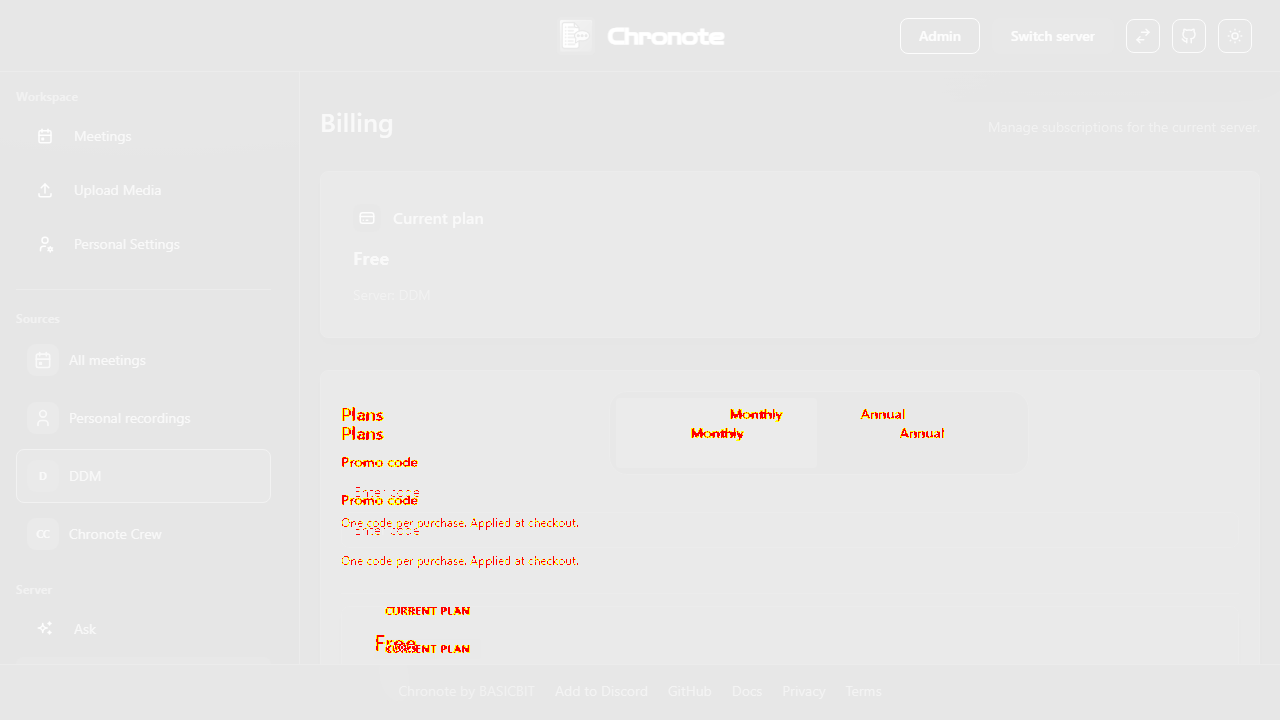 Chronote
Admin
Switch server
Workspace
Meetings
Upload Media
Personal Settings
Sources
All meetings
Personal recordings
D
DDM
CC
Chronote Crew
Server
Ask
Billing
Manage subscriptions for the current server.
Current plan
Free
Server: DDM
Plans
Monthly
Annual
Plans
Monthly
Annual
Promo code
Enter code
Promo code
One code per purchase. Applied at checkout.
Enter code
One code per purchase. Applied at checkout.
CURRENT PLAN
Free
CURRENT PLAN
Chronote by BASICBIT
Add to Discord
GitHub
Docs
Privacy
Terms